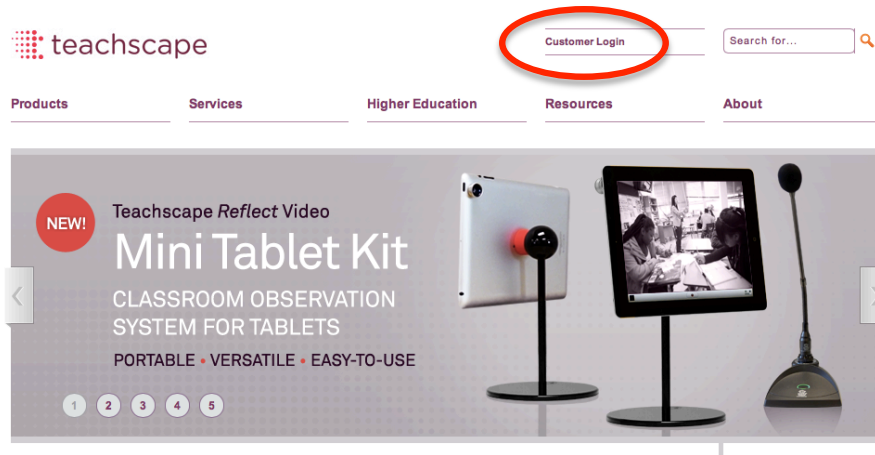 teachscape
Customer Login
Search for...
Products
Services
Higher Education
Resources
About
NEW!
Teachscape Reflect Video
Mini Tablet Kit
CLASSROOM OBSERVATION
SYSTEM FOR TABLETS
PORTABLE • VERSATILE • EASY-TO-USE
1 2 3 4 5